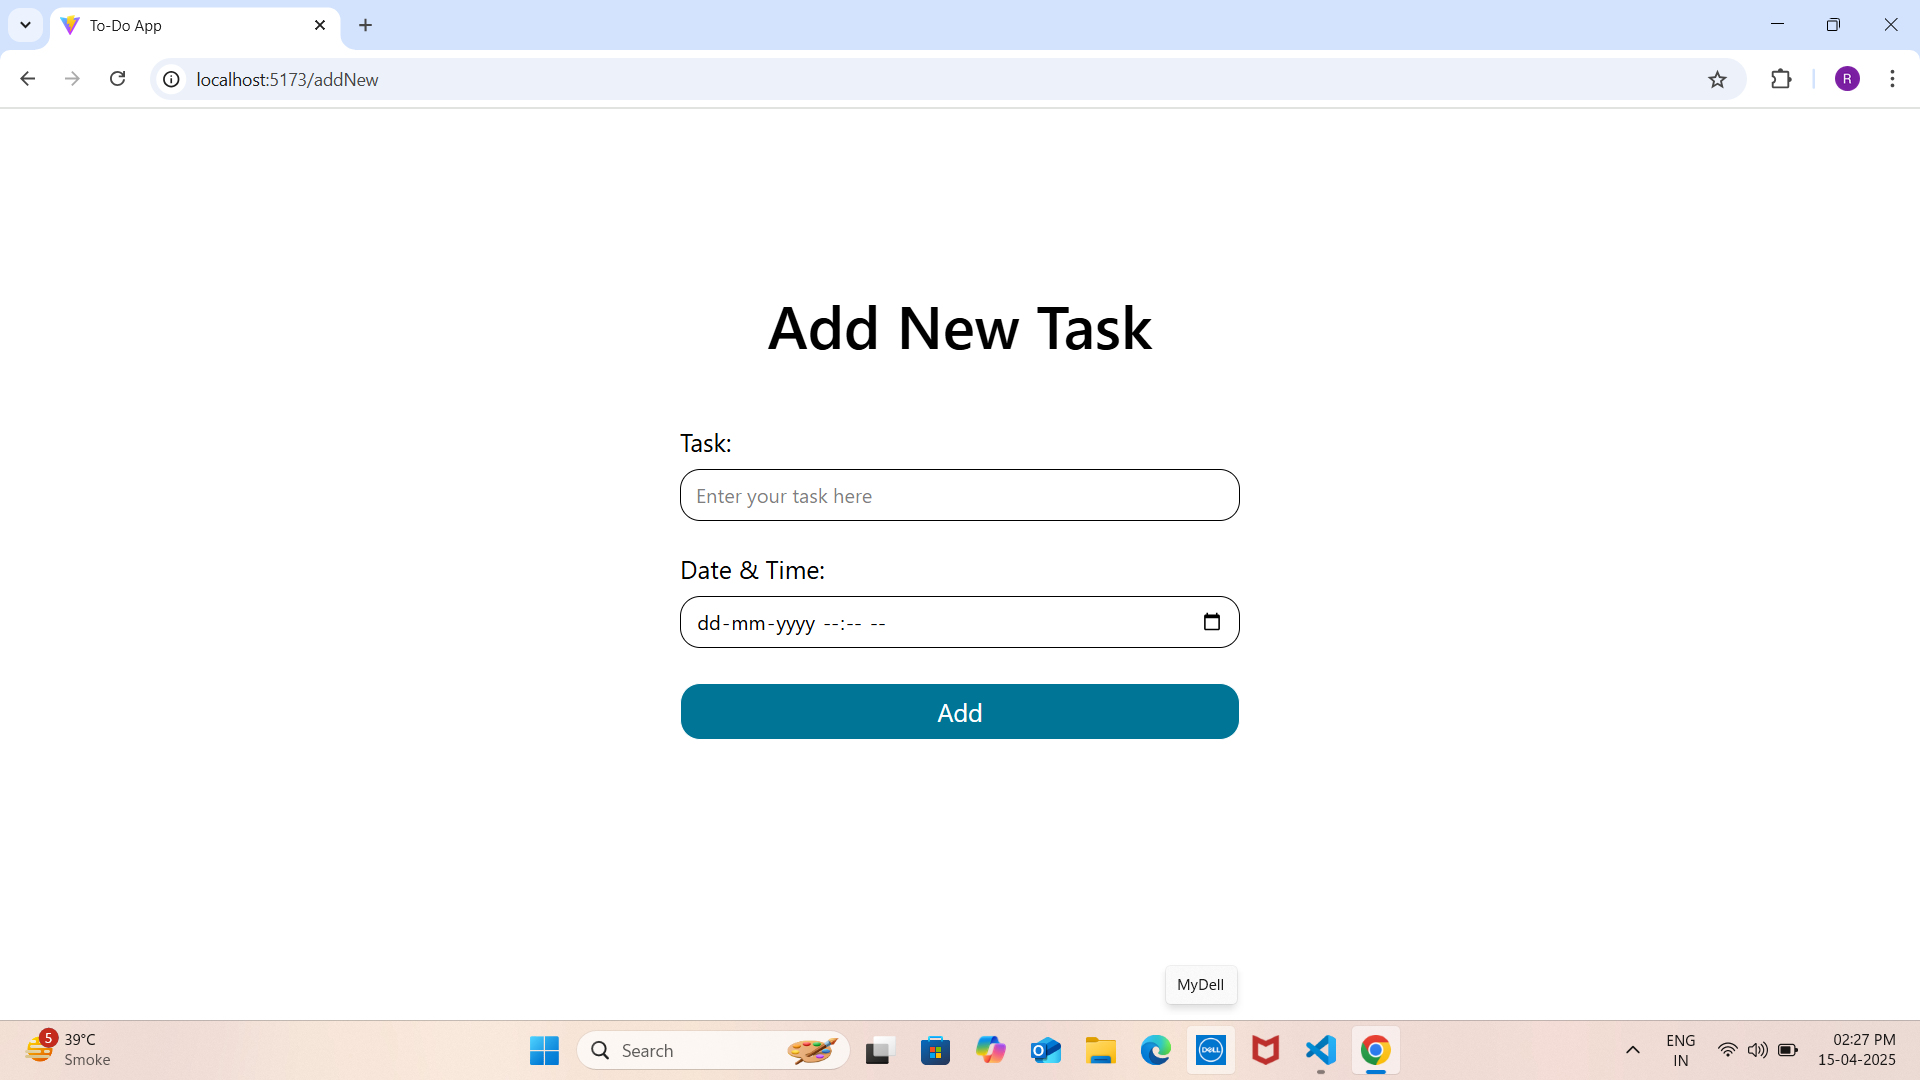 To-Do App
localhost:5173/addNew
R
Add New Task
Task:
Enter your task here
Date & Time:
dd-mm-yyyy --:-- --
Add
MyDell
5
39°C
Smoke
Search
DELL
ENG
IN
02:27 PM
15-04-2025